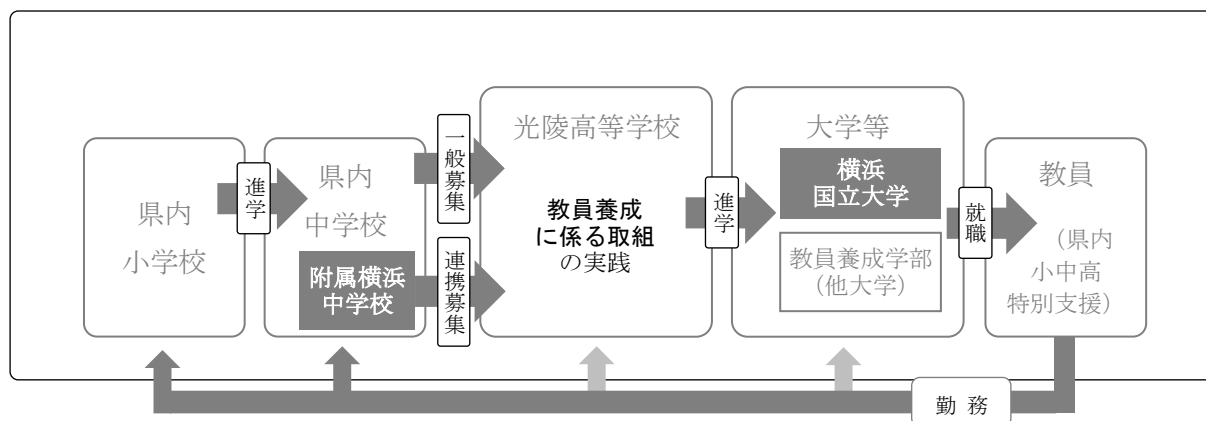 県内
小学校
進学
県内
中学校
附属横浜
中学校
一般募集
連携募集
光陵高等学校
教員養成
に係る取組
の実践
進学
大学等
横浜
国立大学
教員養成学部
（他大学）
就職
教員
（県内
小中高
特別支援）
勤務